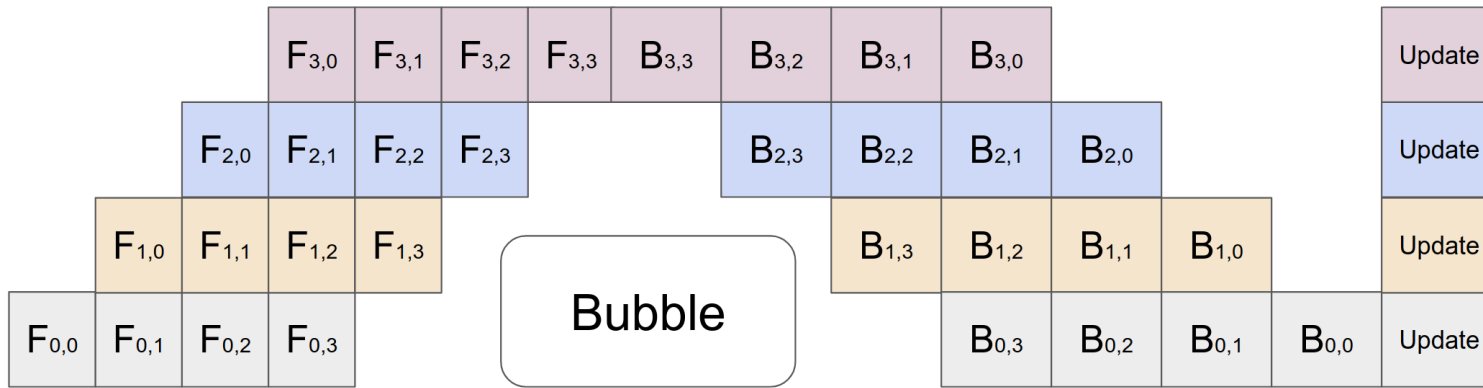 F3,0 F3,1 F3,2 F3,3 B3,3 B3,2 B3,1 B3,0 Update
F2,0 F2,1 F2,2 F2,3 B2,3 B2,2 B2,1 B2,0 Update
F1,0 F1,1 F1,2 F1,3 B1,3 B1,2 B1,1 B1,0 Update
Bubble
F0,0 F0,1 F0,2 F0,3 B0,3 B0,2 B0,1 B0,0 Update